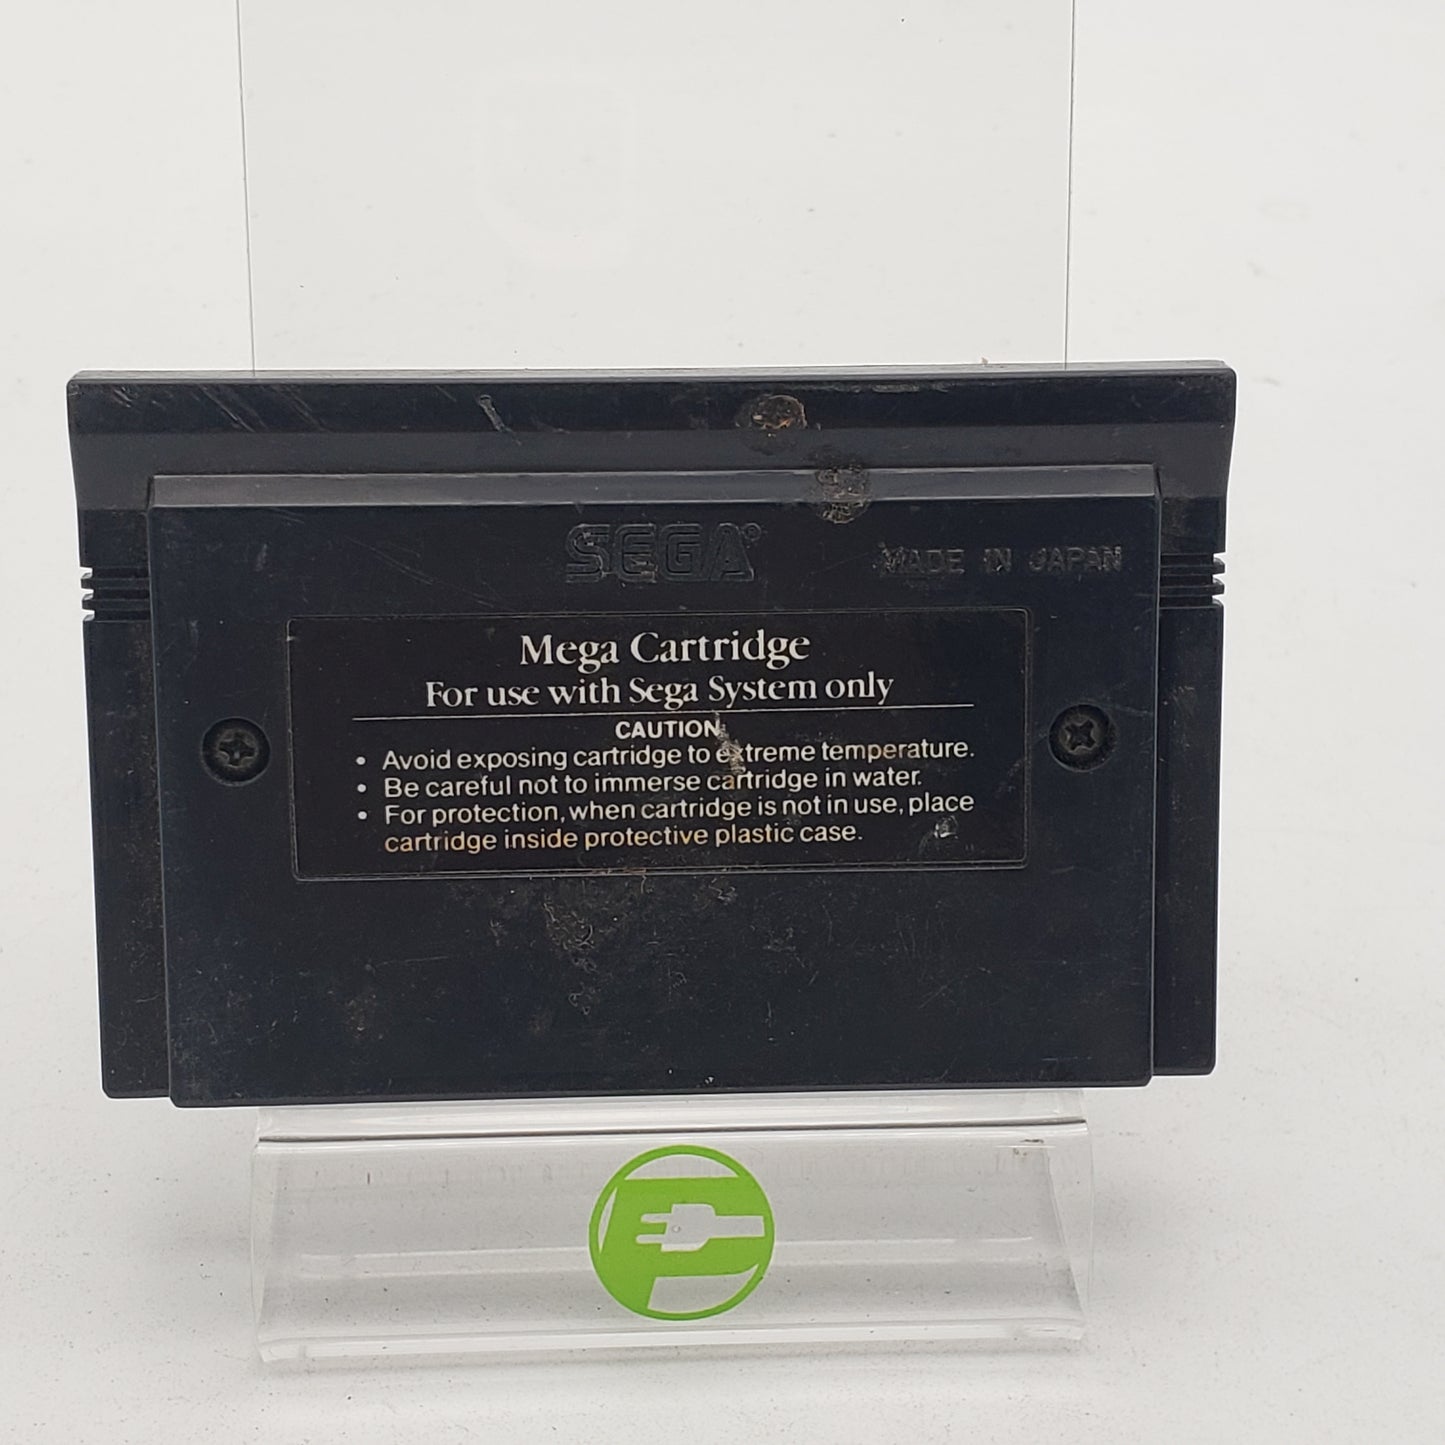 SEGA®
MADE IN JAPAN
Mega Cartridge
For use with Sega System only
CAUTION
• Avoid exposing cartridge to extreme temperature.
• Be careful not to immerse cartridge in water.
• For protection, when cartridge is not in use, place
cartridge inside protective plastic case.
P